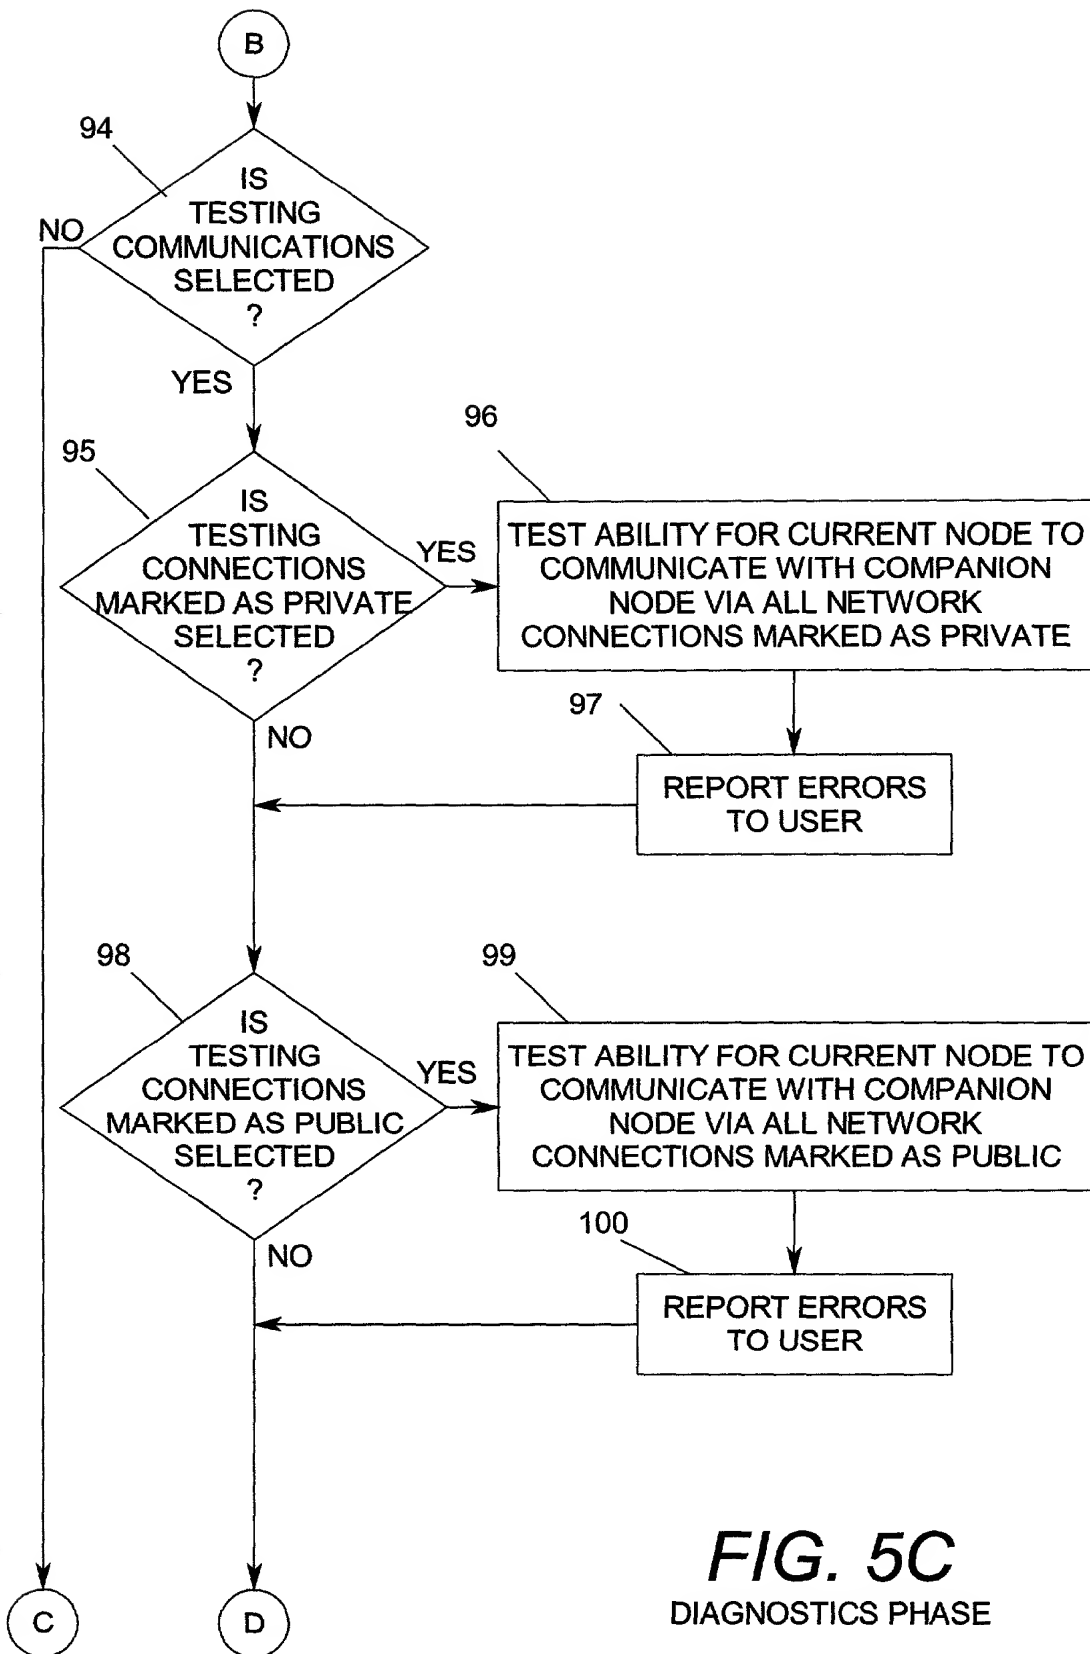 B
94
IS
TESTING
COMMUNICATIONS
SELECTED
?
NO
YES
95
IS
TESTING
CONNECTIONS
MARKED AS PRIVATE
SELECTED
?
YES
NO
96
TEST ABILITY FOR CURRENT NODE TO
COMMUNICATE WITH COMPANION
NODE VIA ALL NETWORK
CONNECTIONS MARKED AS PRIVATE
97
REPORT ERRORS
TO USER
98
IS
TESTING
CONNECTIONS
MARKED AS PUBLIC
SELECTED
?
YES
NO
99
TEST ABILITY FOR CURRENT NODE TO
COMMUNICATE WITH COMPANION
NODE VIA ALL NETWORK
CONNECTIONS MARKED AS PUBLIC
100
REPORT ERRORS
TO USER
C
D
FIG. 5C
DIAGNOSTICS PHASE